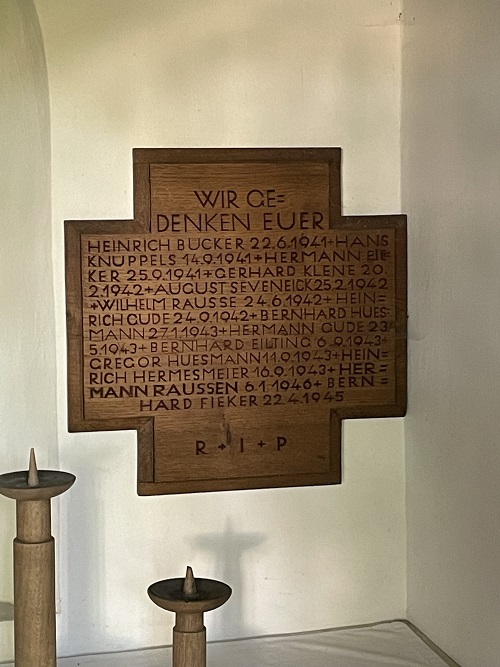 WIR GE=
DENKEN EUER
HEINRICH BÜCKER 22.6.1941+HANS
KNÜPPELS 14.9.1941+HERMANN FIE=
KER 25.9.1941+GERHARD KLENE 20.
2.1942+AUGUST SEVENEICK 25.2.1942
+WILHELM RAUSSE 24.6.1942+HEIN=
RICH GUDE 24.9.1942+BERNHARD HUES=
MANN 27.1.1943+HERMANN GUDE 23
5.1943+BERNHARD EILTING 6.9.1943+
GREGOR HUESMANN 11.9.1943+HEIN=
RICH HERMESMEIER 16.9.1943+HER=
MANN RAUSSEN 6.1.1946+BERN=
HARD FIEKER 22.4.1945
R+I+P